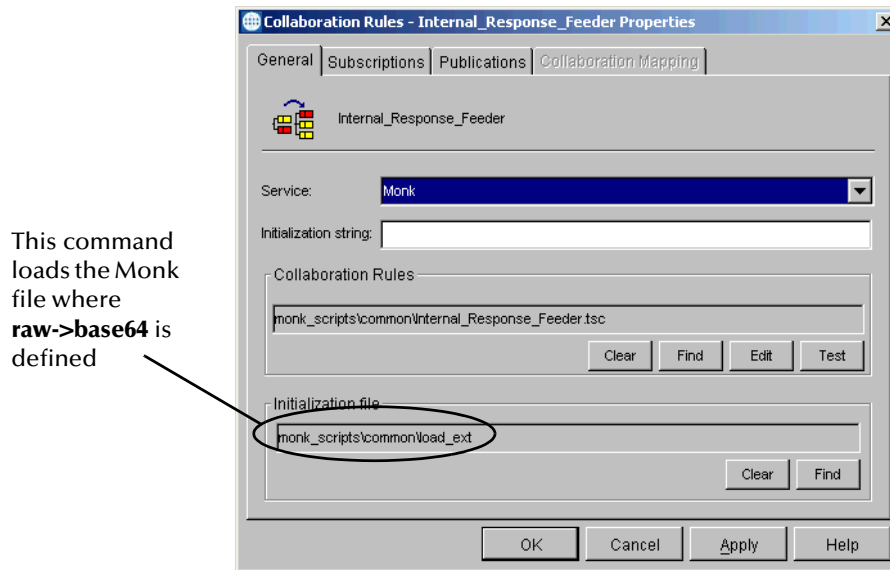 Collaboration Rules - Internal_Response_Feeder Properties
General Subscriptions Publications Collaboration Mapping
Internal_Response_Feeder
Service: Monk
Initialization string:
Collaboration Rules
monk_scripts\common\Internal_Response_Feeder.tsc
Clear Find Edit Test
Initialization file
monk_scripts\common\load_ext
Clear Find
OK Cancel Apply Help
This command
loads the Monk
file where
raw->base64 is
defined